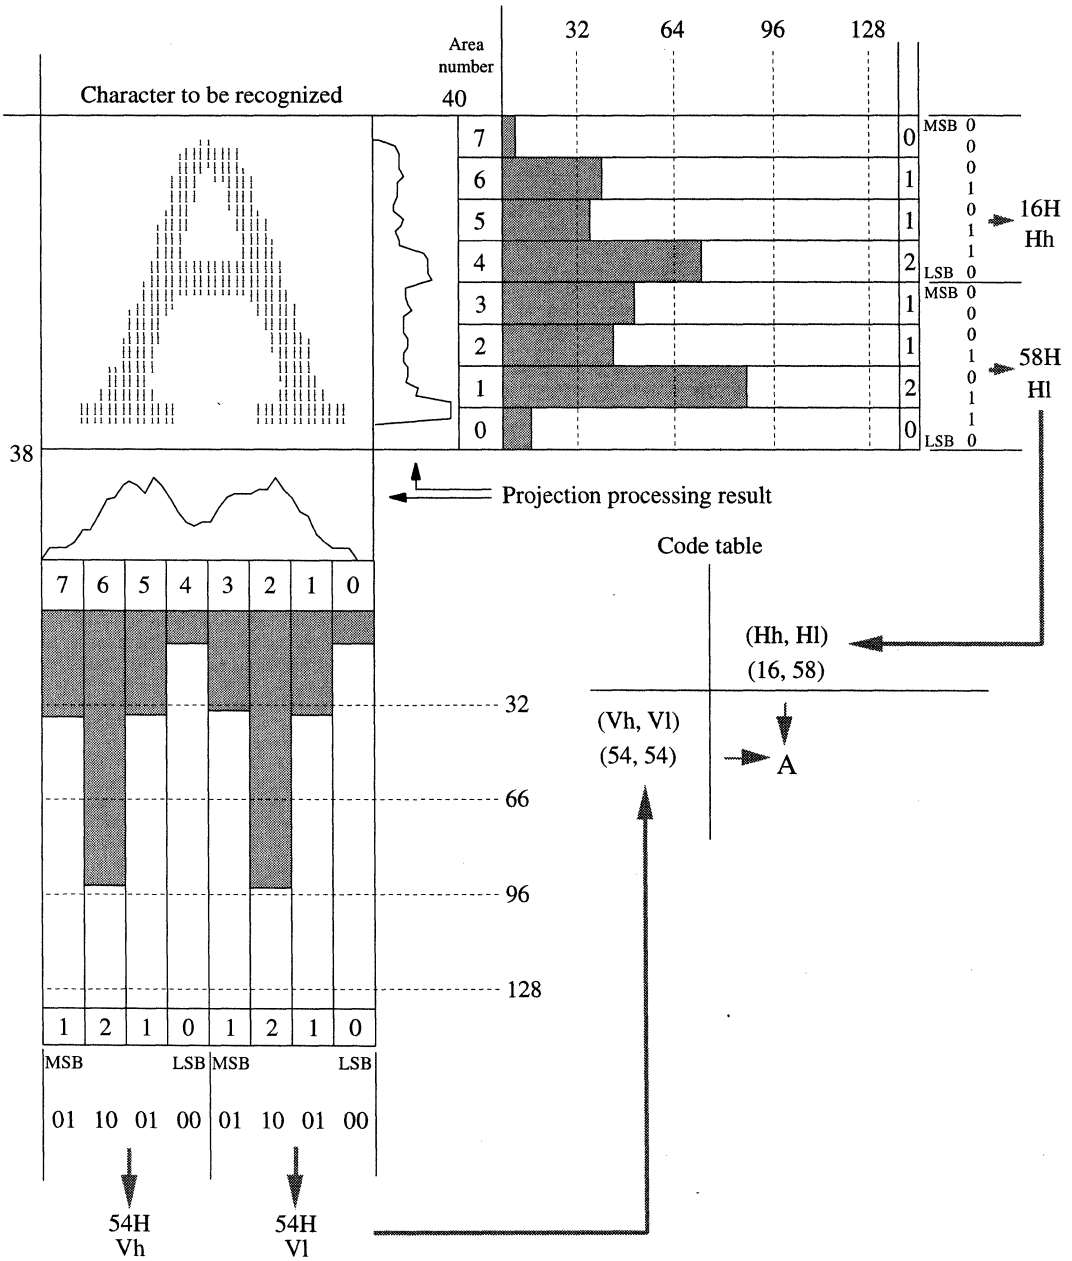 32 64 96 128
Area
number
40
Character to be recognized
7 0
6 1
5 1
4 2
3 1
2 1
1 2
0 0
MSB 0
0
0
1
0
1
1
LSB 0
MSB 0
0
0
1
0
1
1
LSB 0
16H
Hh
58H
Hl
38
Projection processing result
Code table
(Hh, Hl)
(16, 58)
(Vh, Vl)
(54, 54)
A
7 6 5 4 3 2 1 0
32
66
96
128
1 2 1 0 1 2 1 0
MSB LSB MSB LSB
01 10 01 00 01 10 01 00
54H
Vh
54H
Vl